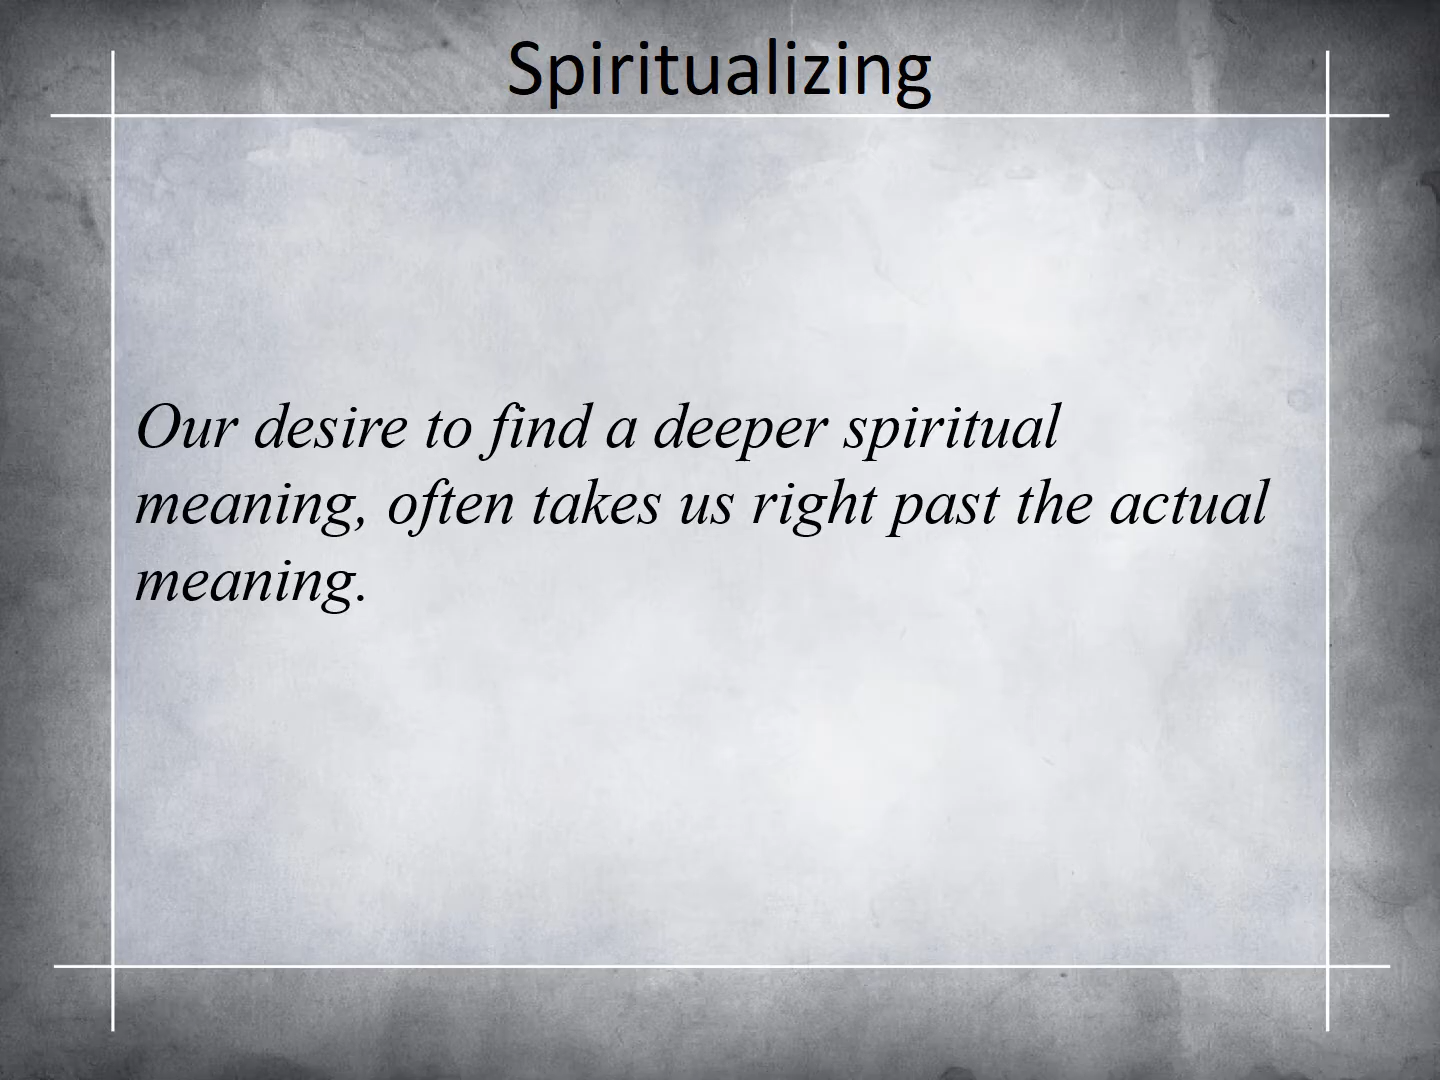 Spiritualizing
Our desire to find a deeper spiritual
meaning, often takes us right past the actual
meaning.